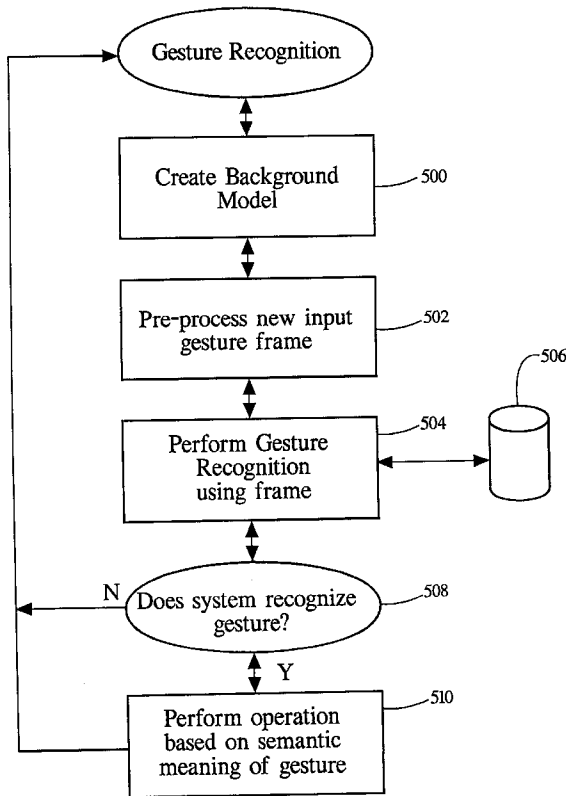 Gesture Recognition
Create Background
Model
500
Pre-process new input
gesture frame
502
506
Perform Gesture
Recognition
using frame
504
N
Does system recognize
gesture?
508
Y
Perform operation
based on semantic
meaning of gesture
510